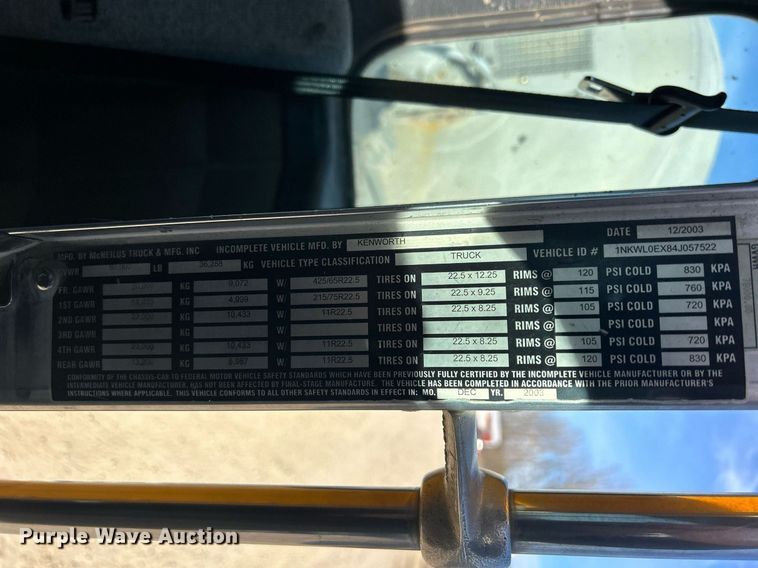 DATE 12/2003
MFG. BY McNEILUS TRUCK & MFG. INC INCOMPLETE VEHICLE MFG. BY KENWORTH
GVWR LB KG VEHICLE TYPE CLASSIFICATION TRUCK VEHICLE ID # 1NKWL0EX84J057522
FR. GAWR KG 9,072 W/ 425/65R22.5 TIRES ON 22.5 x 12.25 RIMS @ 120 PSI COLD 830 KPA
1ST GAWR KG 4,939 W/ 215/75R22.5 TIRES ON 22.5 x 9.25 RIMS @ 115 PSI COLD 760 KPA
2ND GAWR KG 10,433 W/ 11R22.5 TIRES ON 22.5 x 8.25 RIMS @ 105 PSI COLD 720 KPA
3RD GAWR KG W/ TIRES ON RIMS @ PSI COLD KPA
4TH GAWR KG 10,433 W/ 11R22.5 TIRES ON 22.5 x 8.25 RIMS @ 105 PSI COLD 720 KPA
REAR GAWR KG W/ 11R22.5 TIRES ON 22.5 x 8.25 RIMS @ 120 PSI COLD 830 KPA
CONFORMITY OF THE CHASSIS-CAB TO FEDERAL MOTOR VEHICLE SAFETY STANDARDS WHICH HAVE BEEN PREVIOUSLY FULLY CERTIFIED BY THE INCOMPLETE VEHICLE MANUFACTURER OR BY THE
INTERMEDIATE VEHICLE MANUFACTURER, HAS NOT BEEN AFFECTED BY FINAL-STAGE MANUFACTURE. THE VEHICLE HAS BEEN COMPLETED IN ACCORDANCE WITH THE PRIOR MANUFACTURER'S
INSTRUCTIONS WHERE APPLICABLE. THIS VEHICLE CONFORMS TO ALL OTHER SAFETY STANDARDS IN EFFECT IN: MO. DEC YR. 2003
Purple Wave Auction